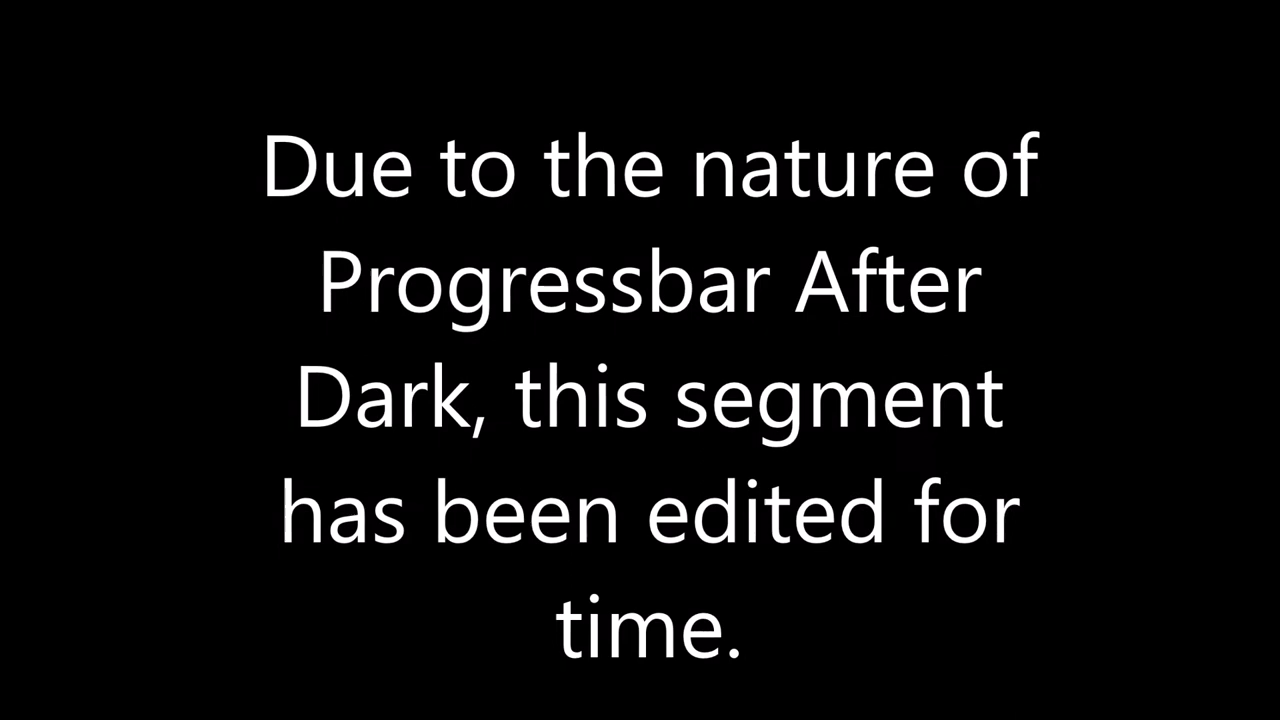 Due to the nature of
Progressbar After
Dark, this segment
has been edited for
time.